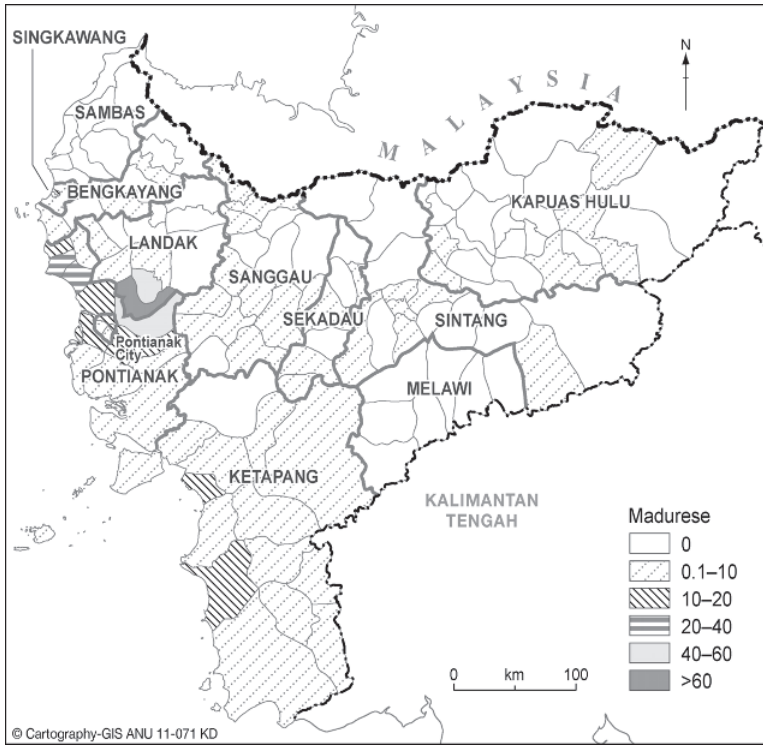 SINGKAWANG
N
SAMBAS
MALAYSIA
BENGKAYANG
KAPUAS HULU
LANDAK
SANGGAU
SEKADAU
SINTANG
Pontianak
City
PONTIANAK
MELAWI
KETAPANG
KALIMANTAN
TENGAH
Madurese
0
0.1–10
10–20
20–40
40–60
>60
0 km 100
© Cartography-GIS ANU 11-071 KD